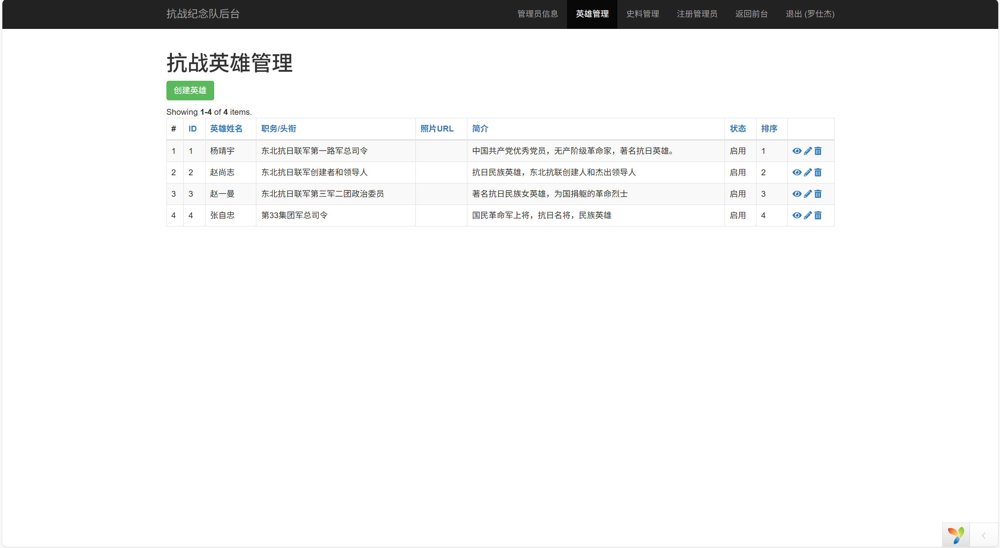 抗战纪念队后台 管理员信息 英雄管理 史料管理 注册管理员 返回前台 退出 (罗仕杰)
抗战英雄管理
创建英雄
Showing 1-4 of 4 items.
# ID 英雄姓名 职务/头衔 照片URL 简介 状态 排序
1 1 杨靖宇 东北抗日联军第一路军总司令 中国共产党优秀党员，无产阶级革命家，著名抗日英雄。 启用 1
2 2 赵尚志 东北抗日联军创建者和领导人 抗日民族英雄，东北抗联创建人和杰出领导人 启用 2
3 3 赵一曼 东北抗日联军第三军二团政治委员 著名抗日民族女英雄，为国捐躯的革命烈士 启用 3
4 4 张自忠 第33集团军总司令 国民革命军上将，抗日名将，民族英雄 启用 4